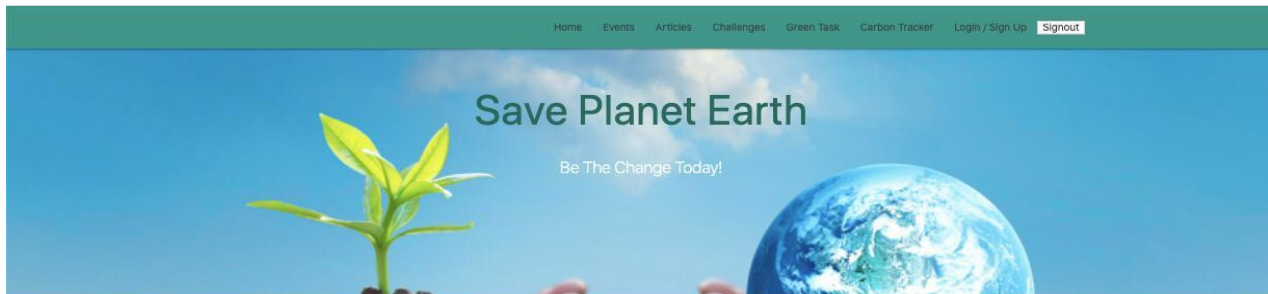 Home Events Articles Challenges Green Task Carbon Tracker Login / Sign Up Signout
Save Planet Earth
Be The Change Today!